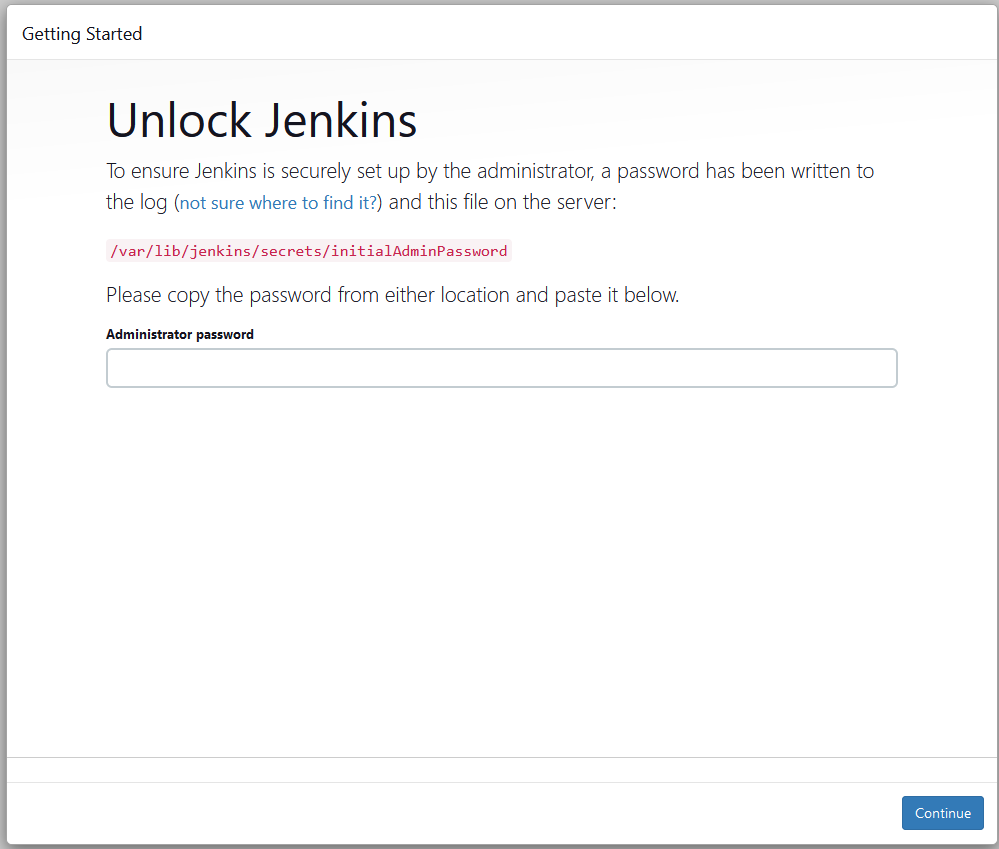 Getting Started
Unlock Jenkins
To ensure Jenkins is securely set up by the administrator, a password has been written to
the log (not sure where to find it?) and this file on the server:
/var/lib/jenkins/secrets/initialAdminPassword
Please copy the password from either location and paste it below.
Administrator password
Continue